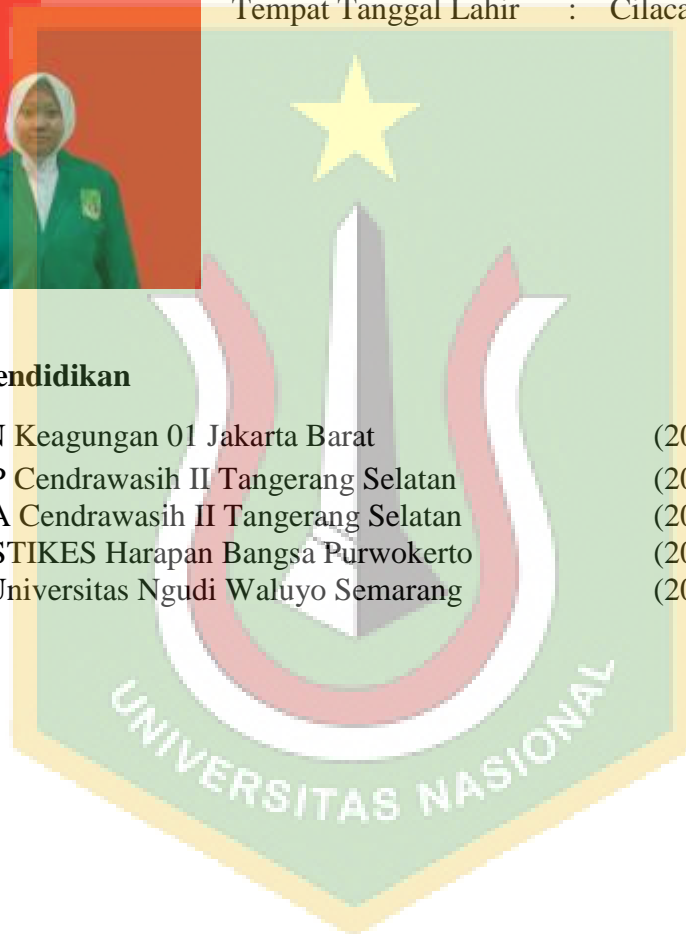 Tempat Tanggal Lahir : Cilaca
endidikan
N Keagungan 01 Jakarta Barat (20
P Cendrawasih II Tangerang Selatan (20
A Cendrawasih II Tangerang Selatan (20
STIKES Harapan Bangsa Purwokerto (20
Universitas Ngudi Waluyo Semarang (20
UNIVERSITAS NASIONAL